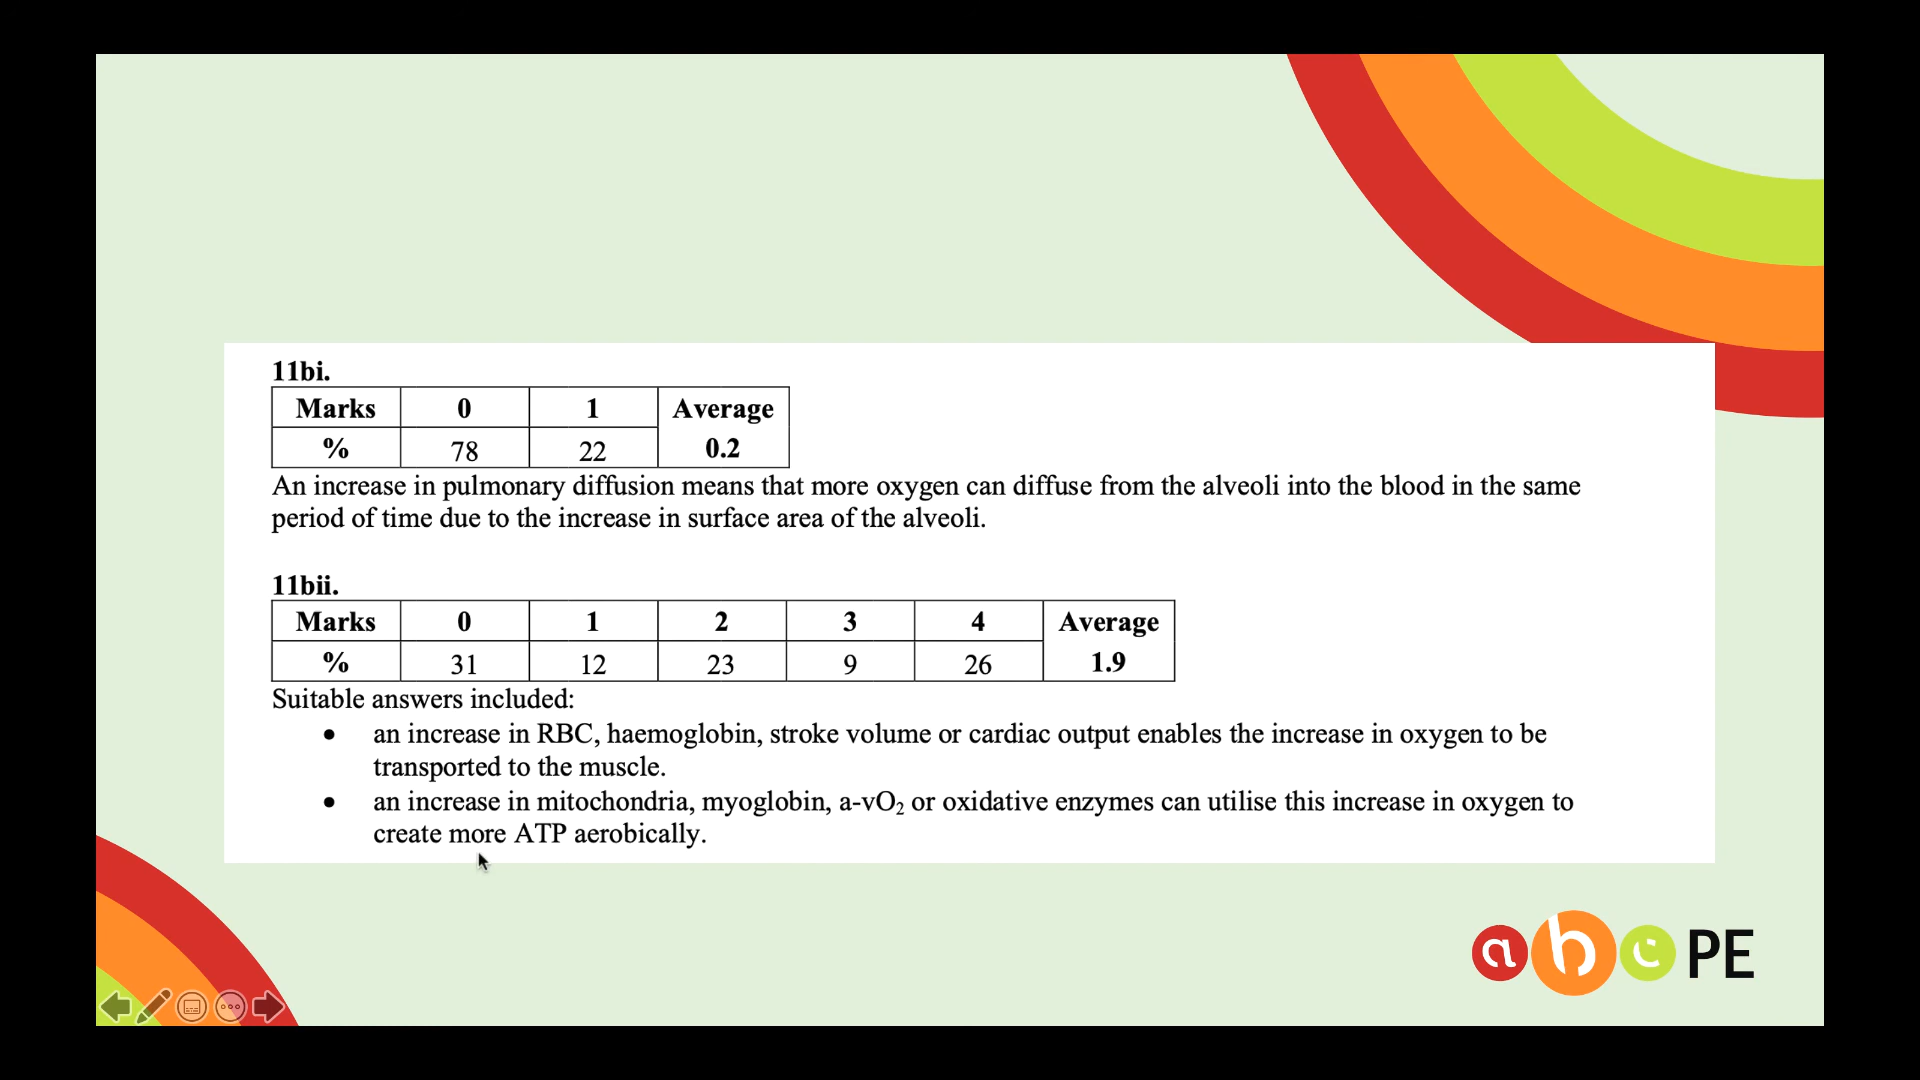 11bi.
Marks 0 1 Average
% 78 22 0.2
An increase in pulmonary diffusion means that more oxygen can diffuse from the alveoli into the blood in the same
period of time due to the increase in surface area of the alveoli.
11bii.
Marks 0 1 2 3 4 Average
% 31 12 23 9 26 1.9
Suitable answers included:
• an increase in RBC, haemoglobin, stroke volume or cardiac output enables the increase in oxygen to be
transported to the muscle.
• an increase in mitochondria, myoglobin, a-vO₂ or oxidative enzymes can utilise this increase in oxygen to
create more ATP aerobically.
abc PE